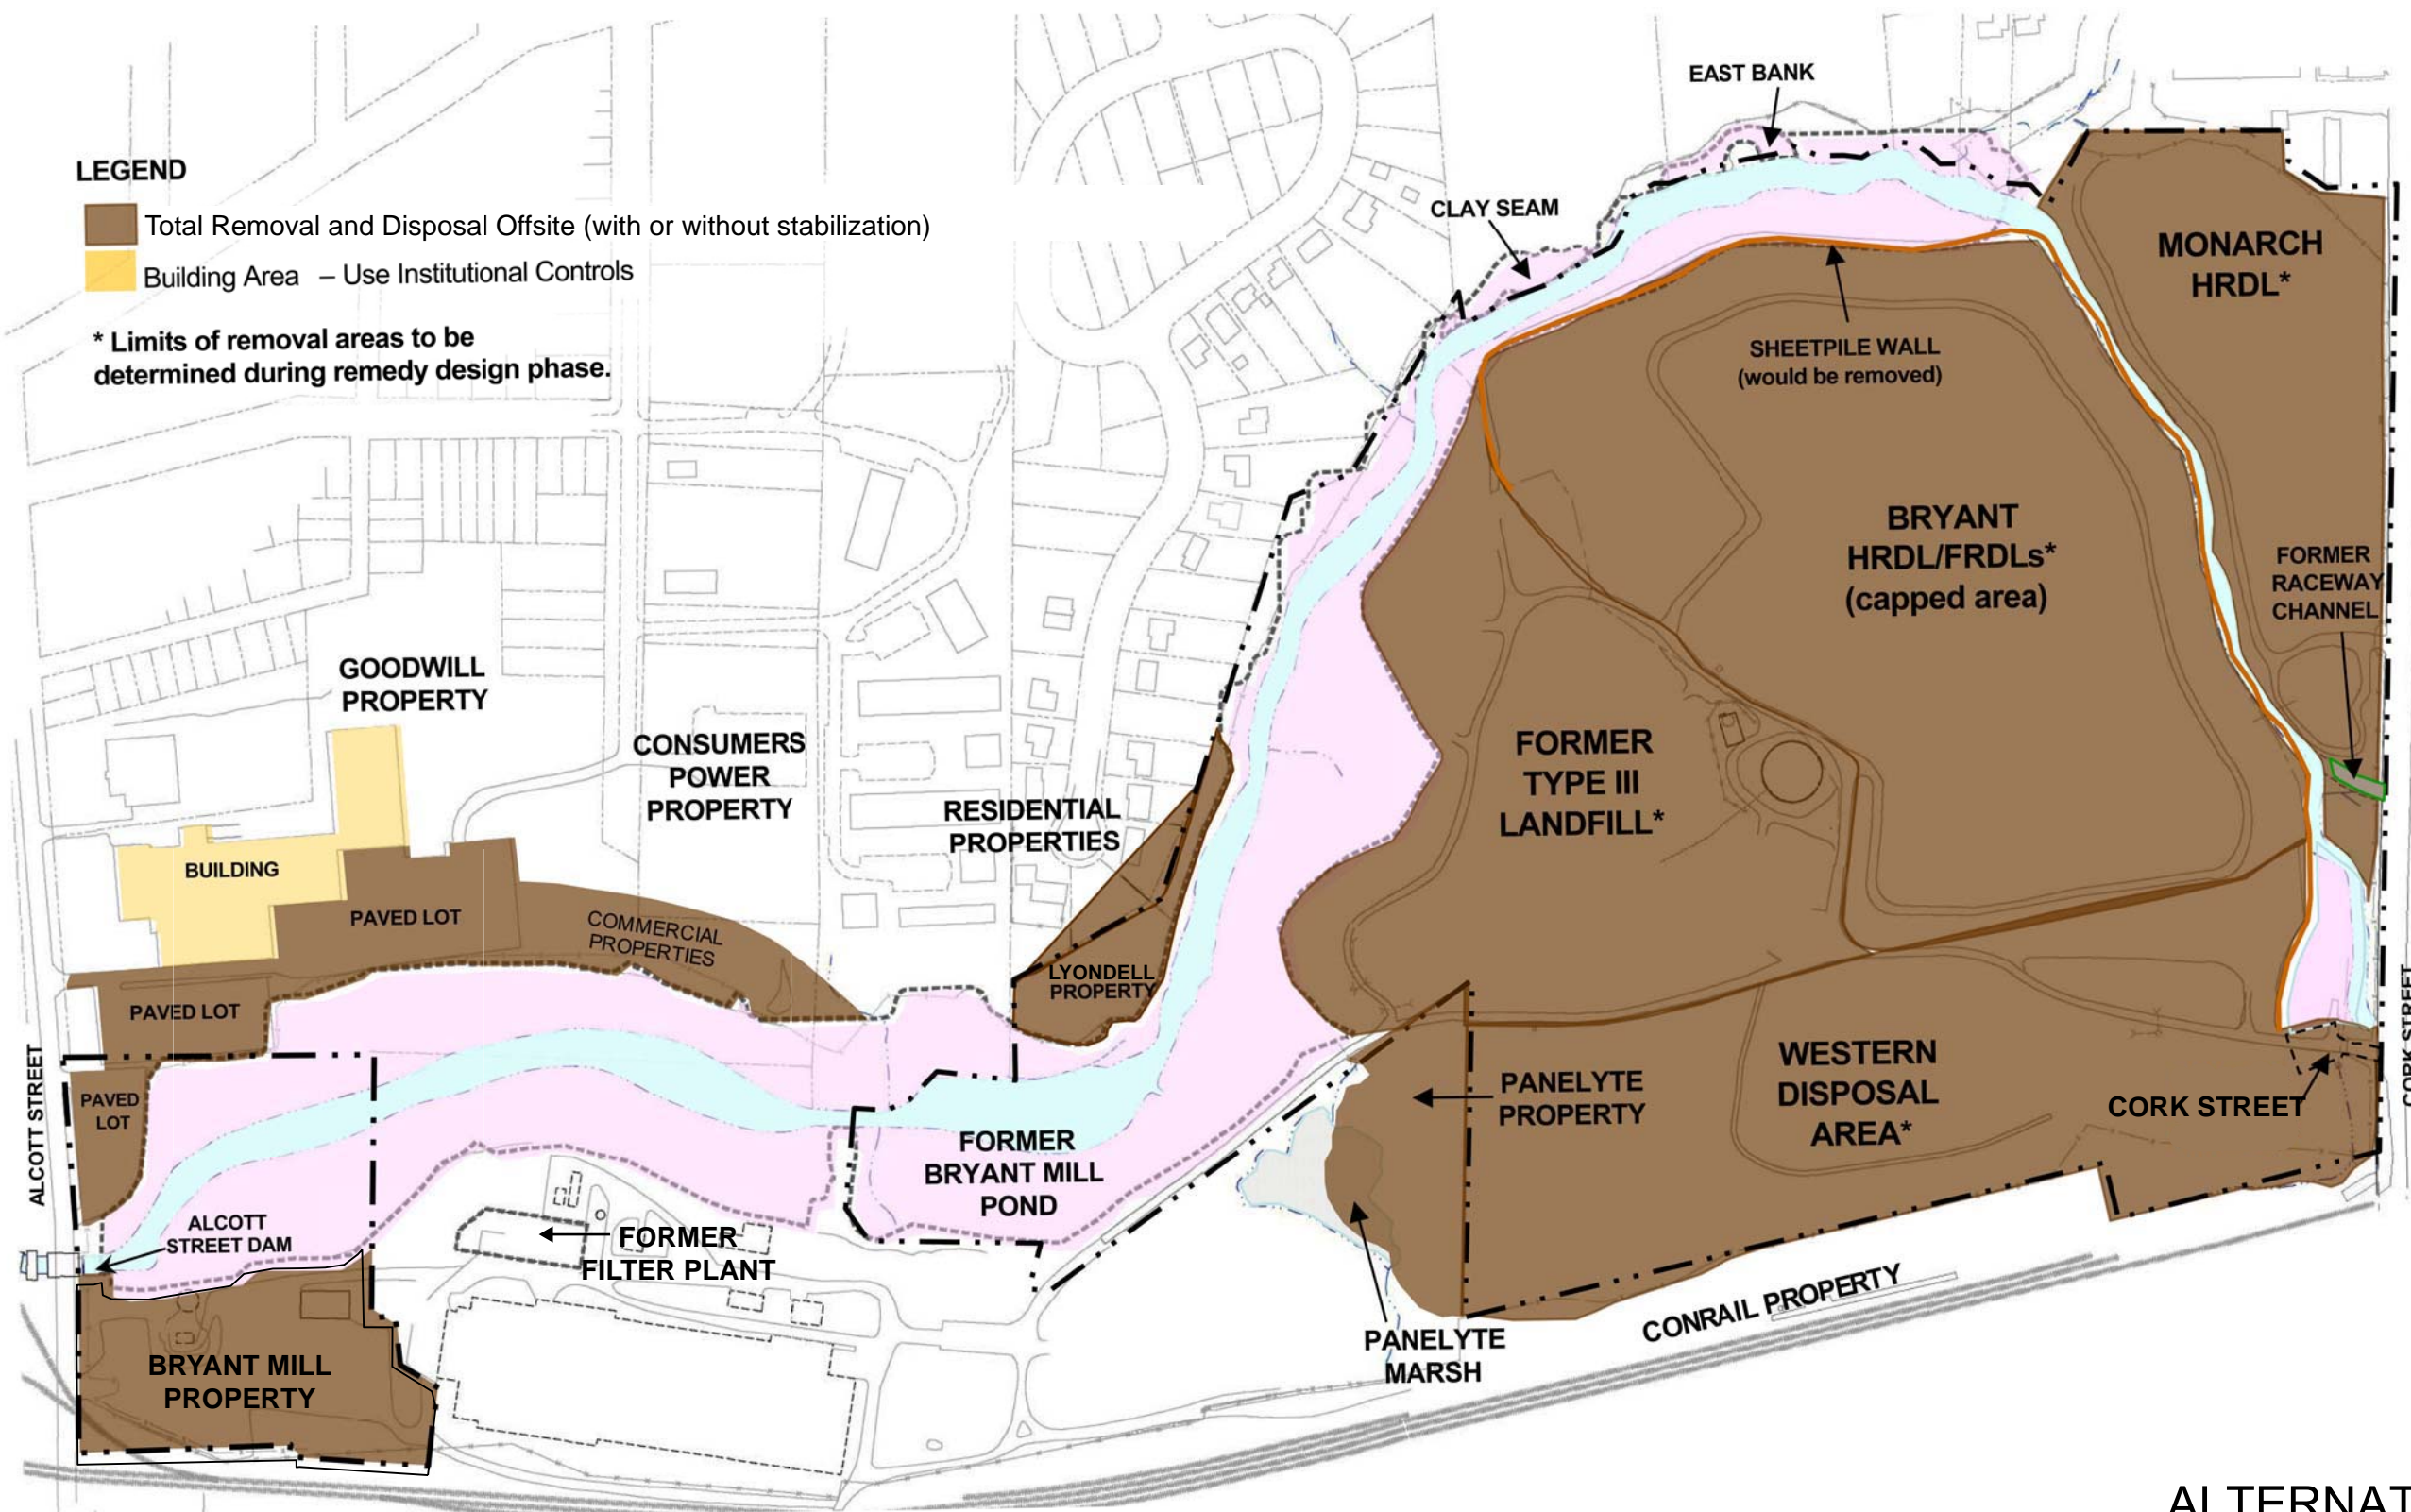 LEGEND
Total Removal and Disposal Offsite (with or without stabilization)
Building Area – Use Institutional Controls
* Limits of removal areas to be
determined during remedy design phase.
EAST BANK
CLAY SEAM
MONARCH
HRDL*
SHEETPILE WALL
(would be removed)
BRYANT
HRDL/FRDLs*
(capped area)
FORMER
RACEWAY
CHANNEL
GOODWILL
PROPERTY
CONSUMERS
POWER
PROPERTY
RESIDENTIAL
PROPERTIES
FORMER
TYPE III
LANDFILL*
BUILDING
PAVED LOT
COMMERCIAL
PROPERTIES
LYONDELL
PROPERTY
PAVED LOT
PAVED
LOT
ALCOTT STREET
CORK STREET
WESTERN
DISPOSAL
AREA*
PANELYTE
PROPERTY
CORK STREET
FORMER
BRYANT MILL
POND
ALCOTT
STREET DAM
FORMER
FILTER PLANT
BRYANT MILL
PROPERTY
PANELYTE
MARSH
CONRAIL PROPERTY
ALTERNAT